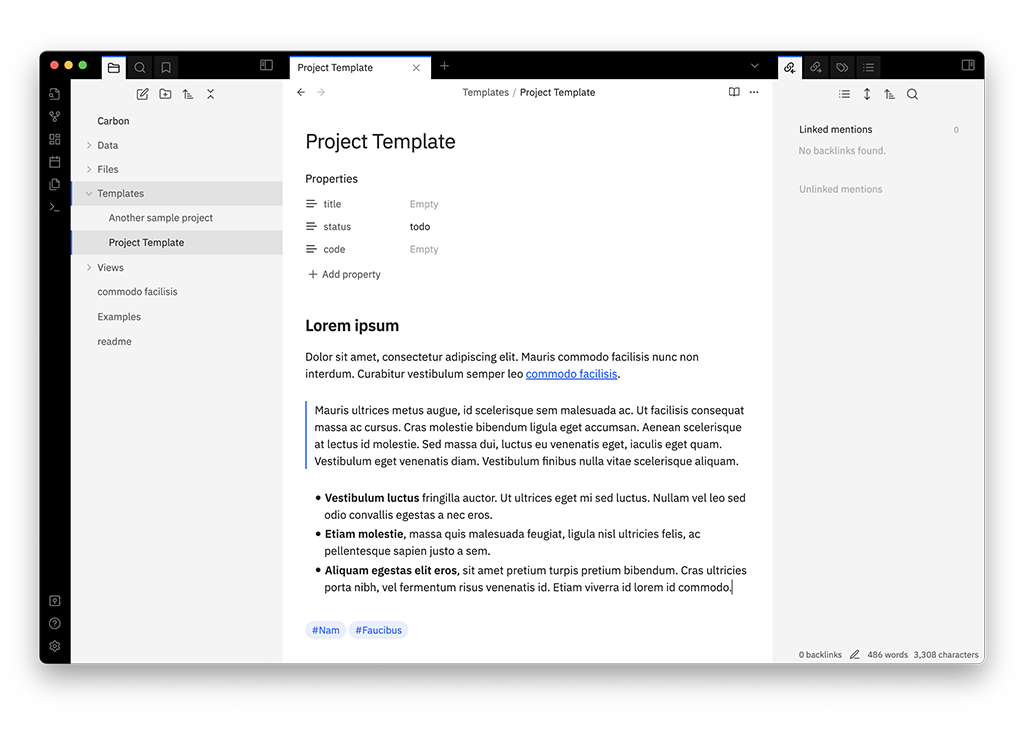 Project Template
Templates / Project Template
Carbon
Data
Files
Templates
Another sample project
Project Template
Views
commodo facilisis
Examples
readme
Project Template
Properties
title Empty
status todo
code Empty
Add property
Lorem ipsum
Dolor sit amet, consectetur adipiscing elit. Mauris commodo facilisis nunc non
interdum. Curabitur vestibulum semper leo commodo facilisis.
Mauris ultrices metus augue, id scelerisque sem malesuada ac. Ut facilisis consequat
massa ac cursus. Cras molestie bibendum ligula eget accumsan. Aenean scelerisque
at lectus id molestie. Sed massa dui, luctus eu venenatis eget, iaculis eget quam.
Vestibulum eget venenatis diam. Vestibulum finibus nulla vitae scelerisque aliquam.
• Vestibulum luctus fringilla auctor. Ut ultrices eget mi sed luctus. Nullam vel leo sed
odio convallis egestas a nec eros.
• Etiam molestie, massa quis malesuada feugiat, ligula nisl ultricies felis, ac
pellentesque sapien justo a sem.
• Aliquam egestas elit eros, sit amet pretium turpis pretium bibendum. Cras ultricies
porta nibh, vel fermentum risus venenatis id. Etiam viverra id lorem id commodo.
#Nam #Faucibus
Linked mentions 0
No backlinks found.
Unlinked mentions
0 backlinks 486 words 3,308 characters